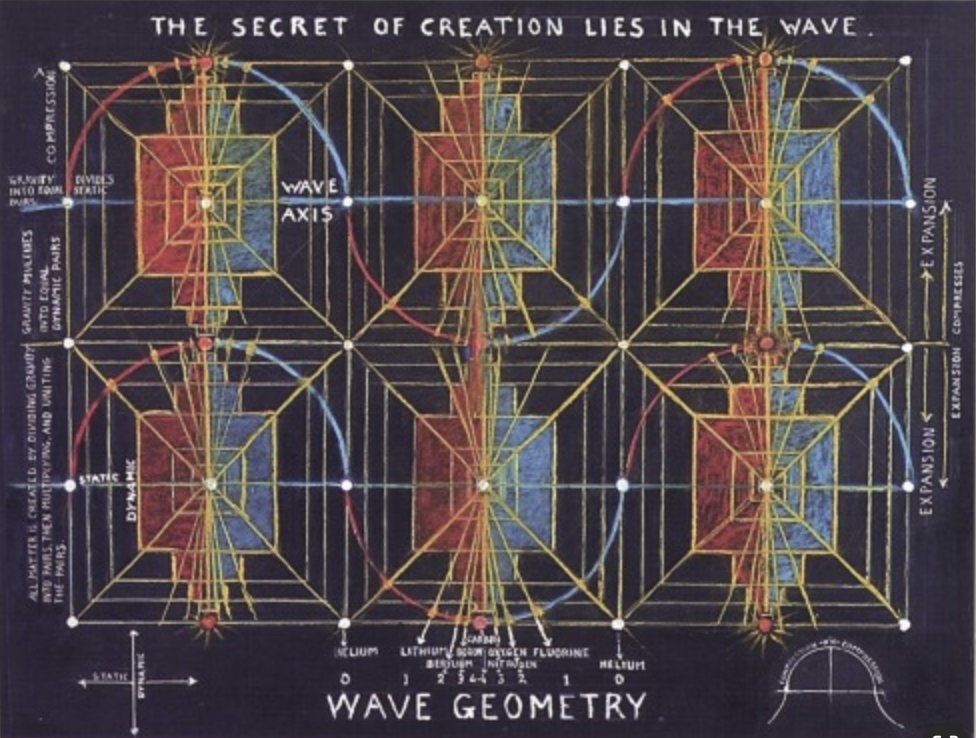 THE SECRET OF CREATION LIES IN THE WAVE.
COMPRESSION
GRAVITY DIVIDES
INTO EQUAL STATIC
PAIRS.
WAVE
AXIS
GRAVITY
INTO EQUAL
DYNAMIC PAIRS
ALL MATTER IS CREATED BY DIVIDING GRAVITY
INTO PAIRS, THEN MULTIPLYING, AND UNITING
THE PAIRS.
STATIC
DYNAMIC
EXPANSION
EXPANSION COMPRESSES
EXPANSION
HELIUM LITHIUM BERYLIUM BORON CARBON NITROGEN OXYGEN FLUORINE HELIUM
0 1 2 3 4-4 3 2 1 0
STATIC
DYNAMIC
WAVE GEOMETRY